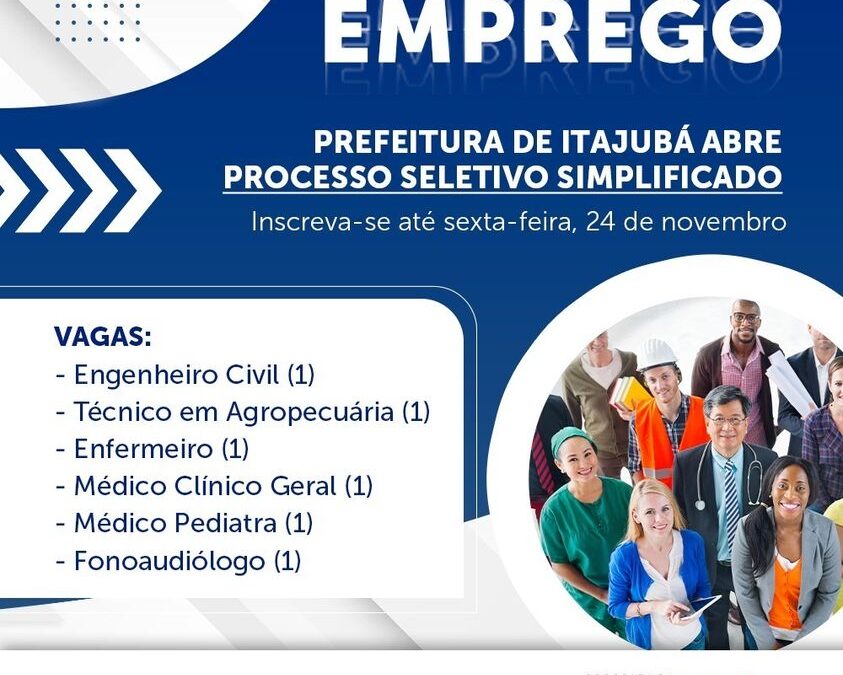 EMPREGO
PREFEITURA DE ITAJUBÁ ABRE
PROCESSO SELETIVO SIMPLIFICADO
Inscreva-se até sexta-feira, 24 de novembro
VAGAS:
- Engenheiro Civil (1)
- Técnico em Agropecuária (1)
- Enfermeiro (1)
- Médico Clínico Geral (1)
- Médico Pediatra (1)
- Fonoaudiólogo (1)